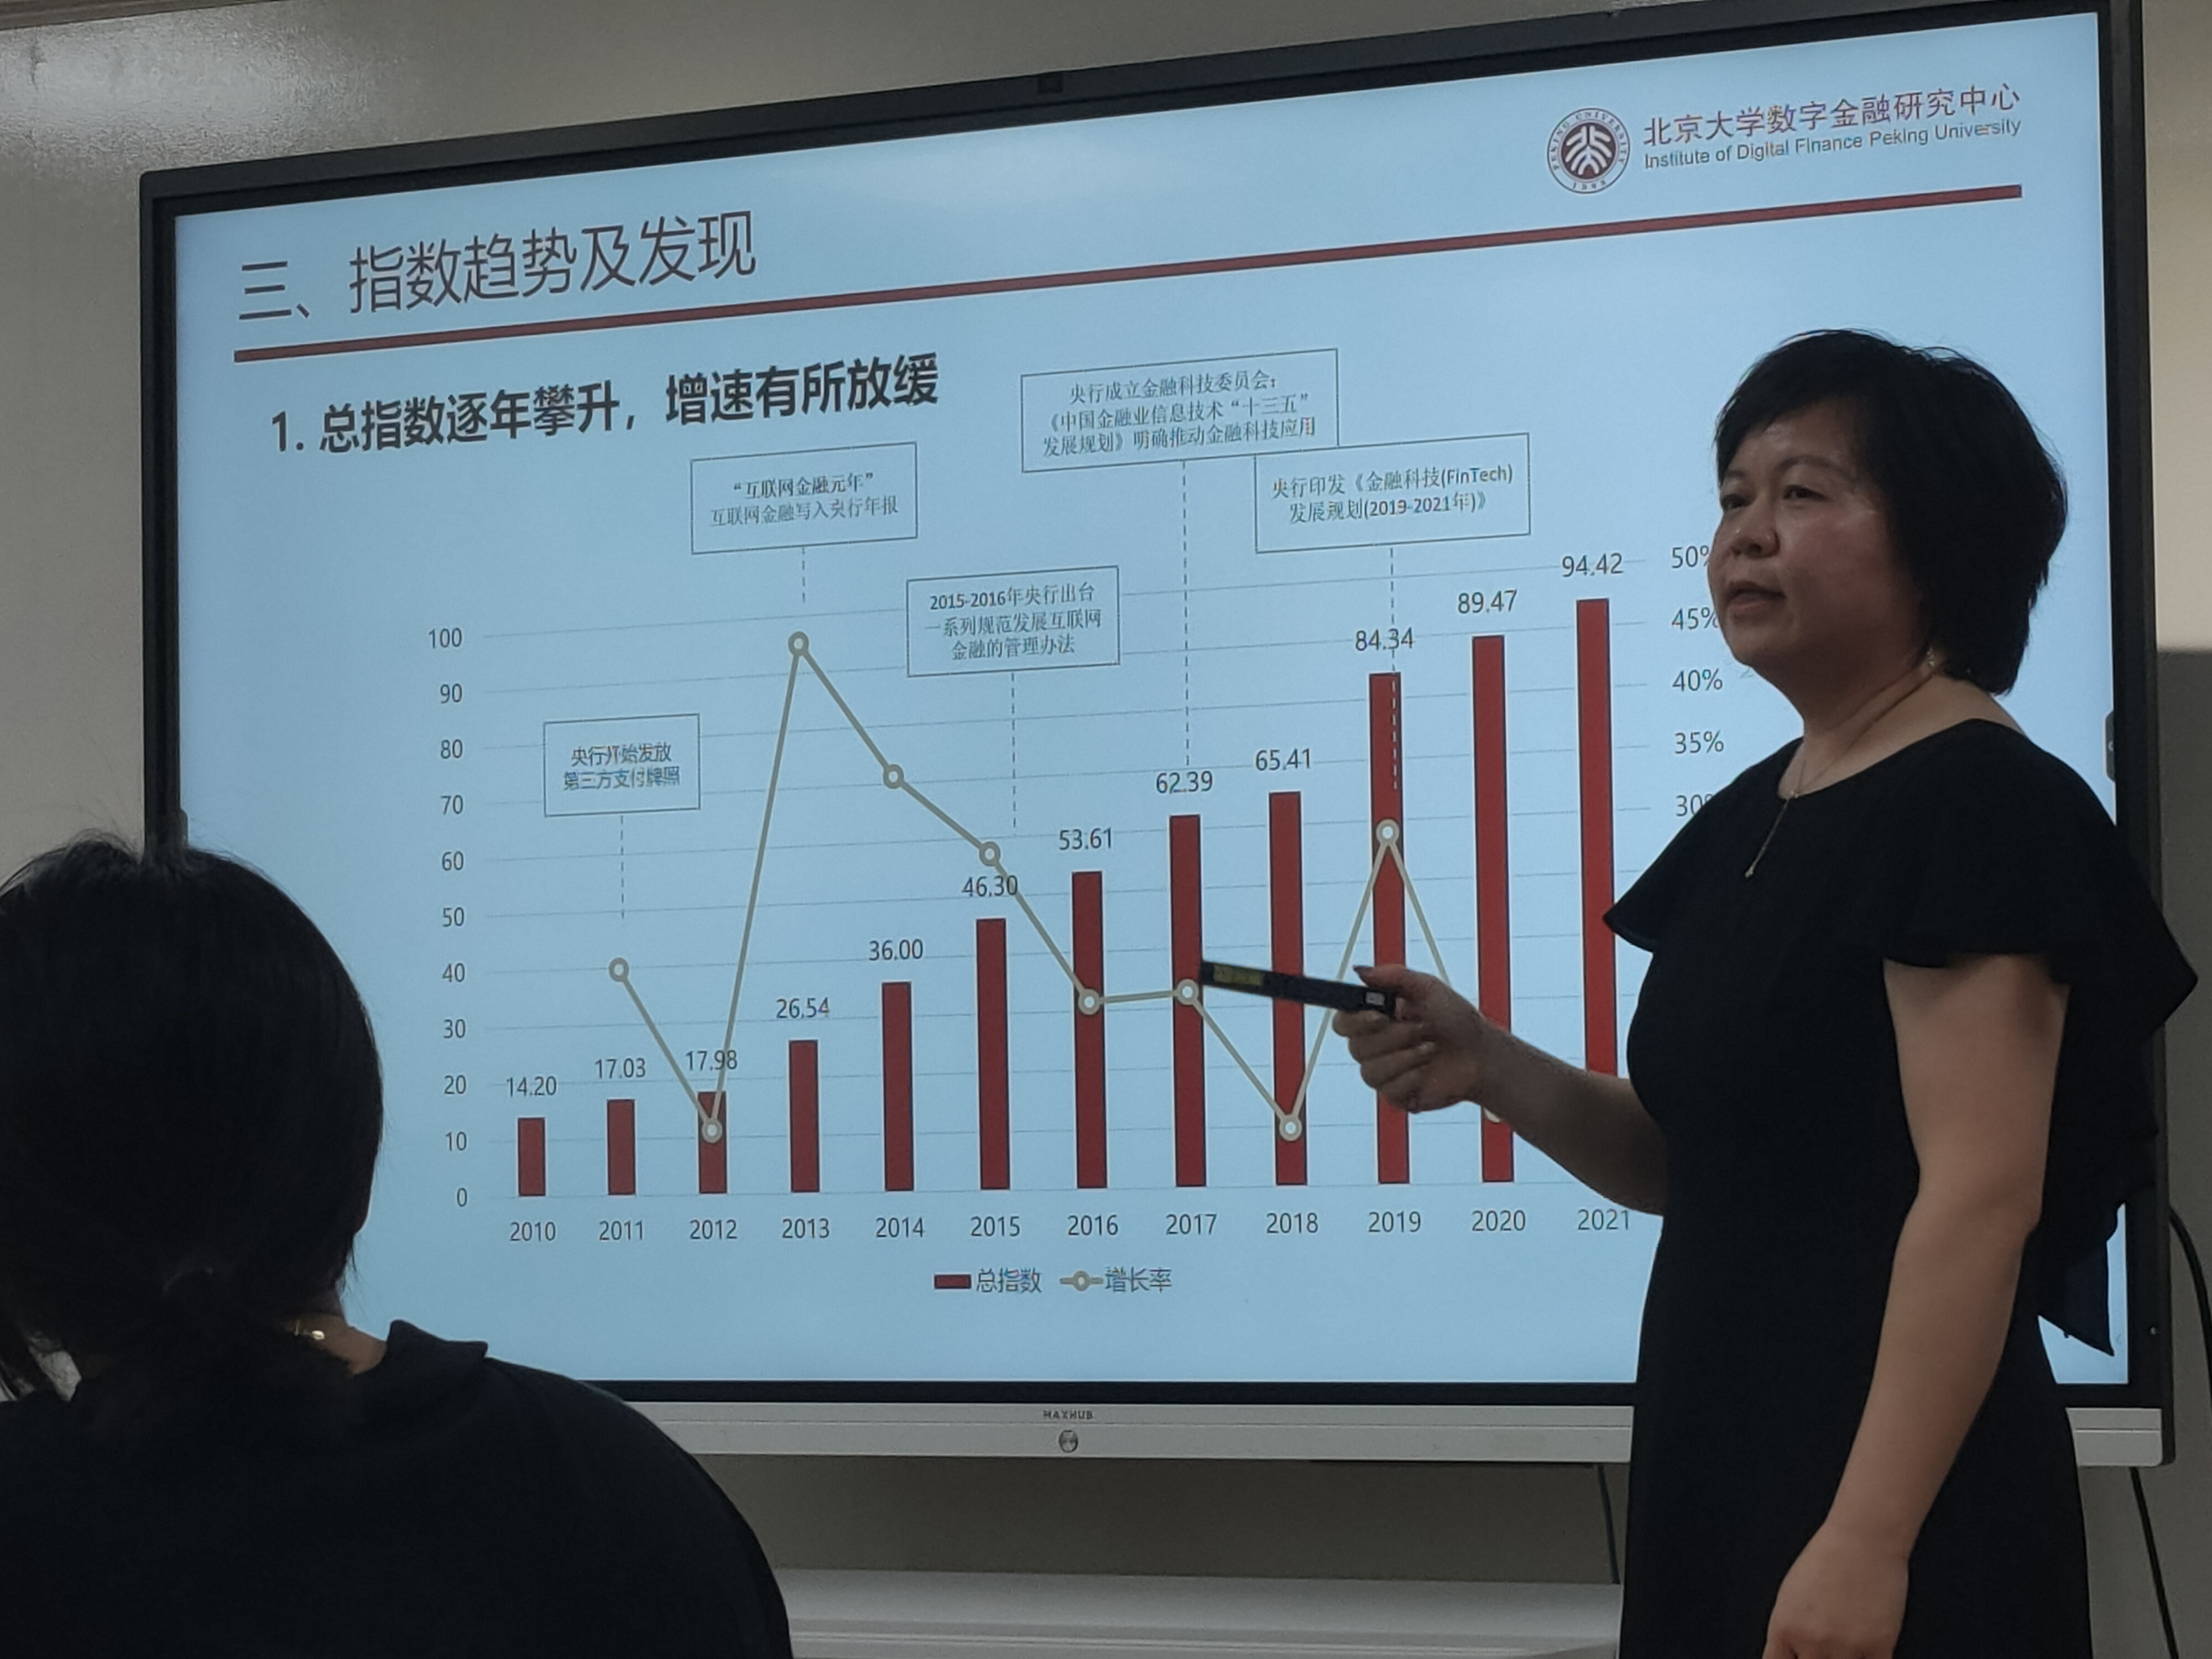 北京大学数字金融研究中心
Institute of Digital Finance Peking University
PEKING UNIVERSITY
1898
三、指数趋势及发现
1. 总指数逐年攀升，增速有所放缓
央行成立金融科技委员会；
《中国金融业信息技术“十三五”
发展规划》明确推动金融科技应用
“互联网金融元年”
互联网金融写入央行年报
央行印发《金融科技(FinTech)
发展规划(2019-2021年)》
2015-2016年央行出台
一系列规范发展互联网
金融的管理办法
央行开始发放
第三方支付牌照
100
90
80
70
60
50
40
30
20
10
0
14.20
17.03
17.98
26.54
36.00
46.30
53.61
62.39
65.41
84.34
89.47
94.42
50%
45%
40%
35%
2010 2011 2012 2013 2014 2015 2016 2017 2018 2019 2020 2021
总指数 增长率
MAXHUB